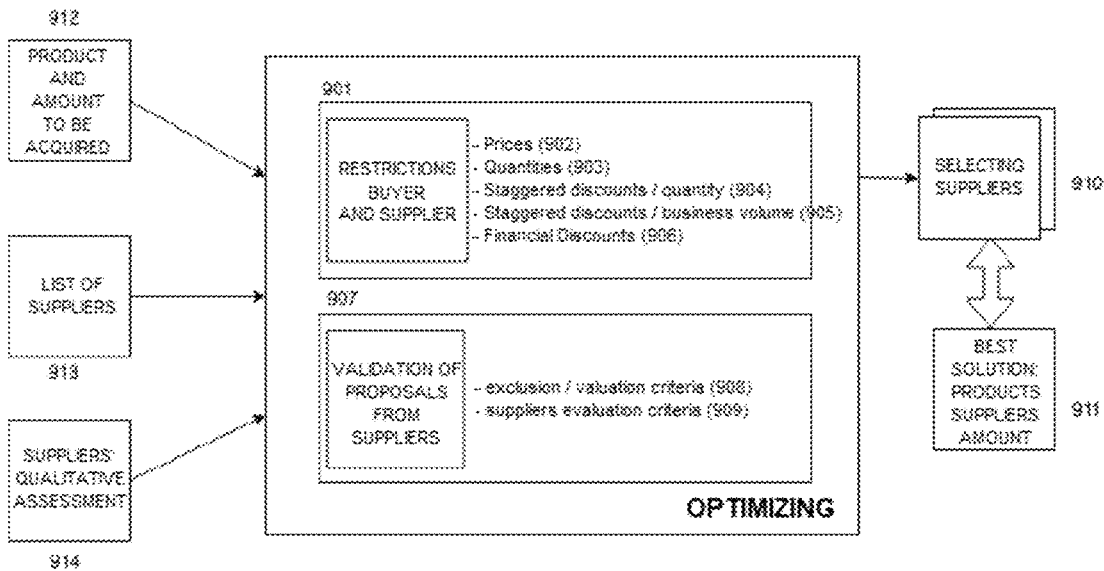 912
PRODUCT
AND
AMOUNT
TO BE
ACQUIRED
LIST OF
SUPPLIERS
913
SUPPLIERS'
QUALITATIVE
ASSESSMENT
914
901
RESTRICTIONS
BUYER
AND SUPPLIER
- Prices (902)
- Quantities (903)
- Staggered discounts / quantity (904)
- Staggered discounts / business volume (905)
- Financial Discounts (906)
907
VALIDATION OF
PROPOSALS
FROM
SUPPLIERS
- exclusion / valuation criteria (908)
- suppliers evaluation criteria (909)
OPTIMIZING
SELECTING
SUPPLIERS
910
BEST
SOLUTION:
PRODUCTS
SUPPLIERS
AMOUNT
911